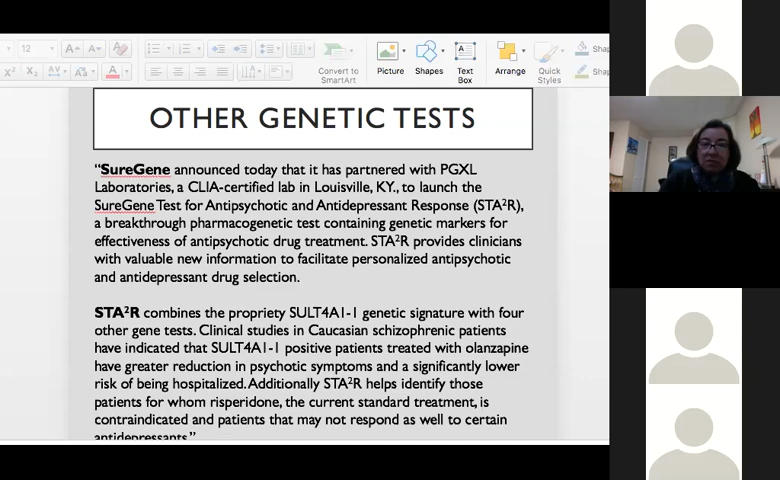 12
A
A
A
X²
X₂
AV
Aa
A
Convert to
SmartArt
Picture
Shapes
Text
Box
Arrange
Quick
Styles
Shap
Shap
OTHER GENETIC TESTS
“SureGene announced today that it has partnered with PGXL
Laboratories, a CLIA-certified lab in Louisville, KY., to launch the
SureGene Test for Antipsychotic and Antidepressant Response (STA²R),
a breakthrough pharmacogenetic test containing genetic markers for
effectiveness of antipsychotic drug treatment. STA²R provides clinicians
with valuable new information to facilitate personalized antipsychotic
and antidepressant drug selection.
STA²R combines the propriety SULT4A1-1 genetic signature with four
other gene tests. Clinical studies in Caucasian schizophrenic patients
have indicated that SULT4A1-1 positive patients treated with olanzapine
have greater reduction in psychotic symptoms and a significantly lower
risk of being hospitalized. Additionally STA²R helps identify those
patients for whom risperidone, the current standard treatment, is
contraindicated and patients that may not respond as well to certain
antidepressants.”